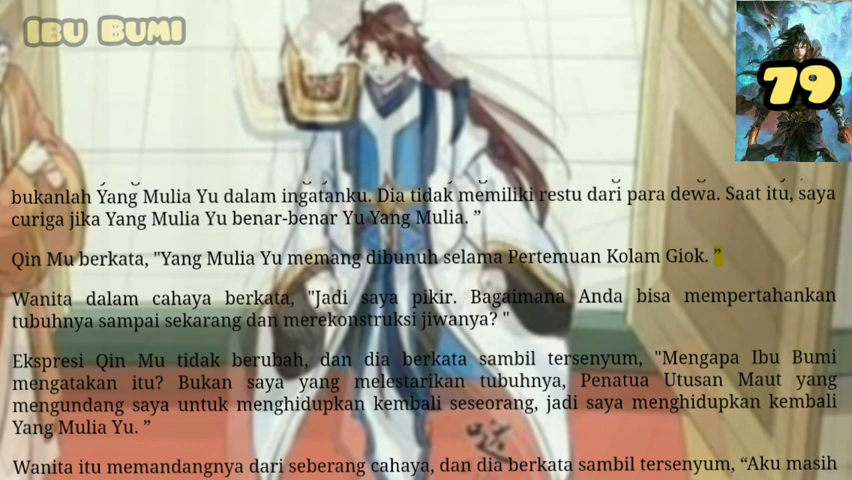 Ibu Bumi
79
bukanlah Yang Mulia Yu dalam ingatanku. Dia tidak memiliki restu dari para dewa. Saat itu, saya
curiga jika Yang Mulia Yu benar-benar Yu Yang Mulia. ”
Qin Mu berkata, "Yang Mulia Yu memang dibunuh selama Pertemuan Kolam Giok. ”
Wanita dalam cahaya berkata, "Jadi saya pikir. Bagaimana Anda bisa mempertahankan
tubuhnya sampai sekarang dan merekonstruksi jiwanya? "
Ekspresi Qin Mu tidak berubah, dan dia berkata sambil tersenyum, "Mengapa Ibu Bumi
mengatakan itu? Bukan saya yang melestarikan tubuhnya, Penatua Utusan Maut yang
mengundang saya untuk menghidupkan kembali seseorang, jadi saya menghidupkan kembali
Yang Mulia Yu. ”
Wanita itu memandangnya dari seberang cahaya, dan dia berkata sambil tersenyum, “Aku masih